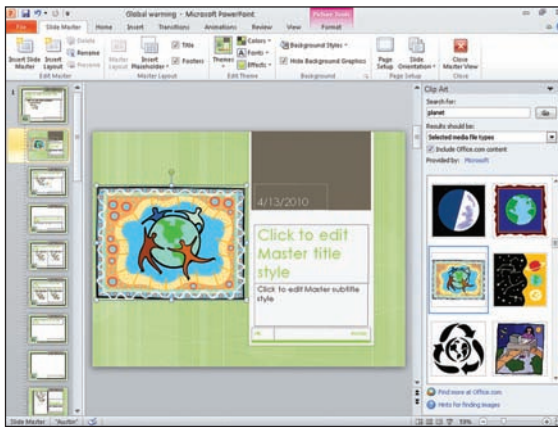 Global warming - Microsoft PowerPoint
Picture Tools
File
Slide Master
Home
Insert
Transitions
Animations
Review
View
Format
Insert Slide Master
Insert Layout
Delete
Rename
Preserve
Edit Master
Master Layout
Insert Placeholder
Title
Footers
Master Layout
Themes
Colors
Fonts
Effects
Edit Theme
Background Styles
Hide Background Graphics
Background
Page Setup
Slide Orientation
Page Setup
Close Master View
Close
1
4/13/2010
Click to edit
Master title
style
Click to edit Master subtitle
style
Clip Art
Search for:
planet
Go
Results should be:
Selected media file types
Include Office.com content
Provided by: Microsoft
Find more at Office.com
Hints for finding images
Slide Master
"Austin"